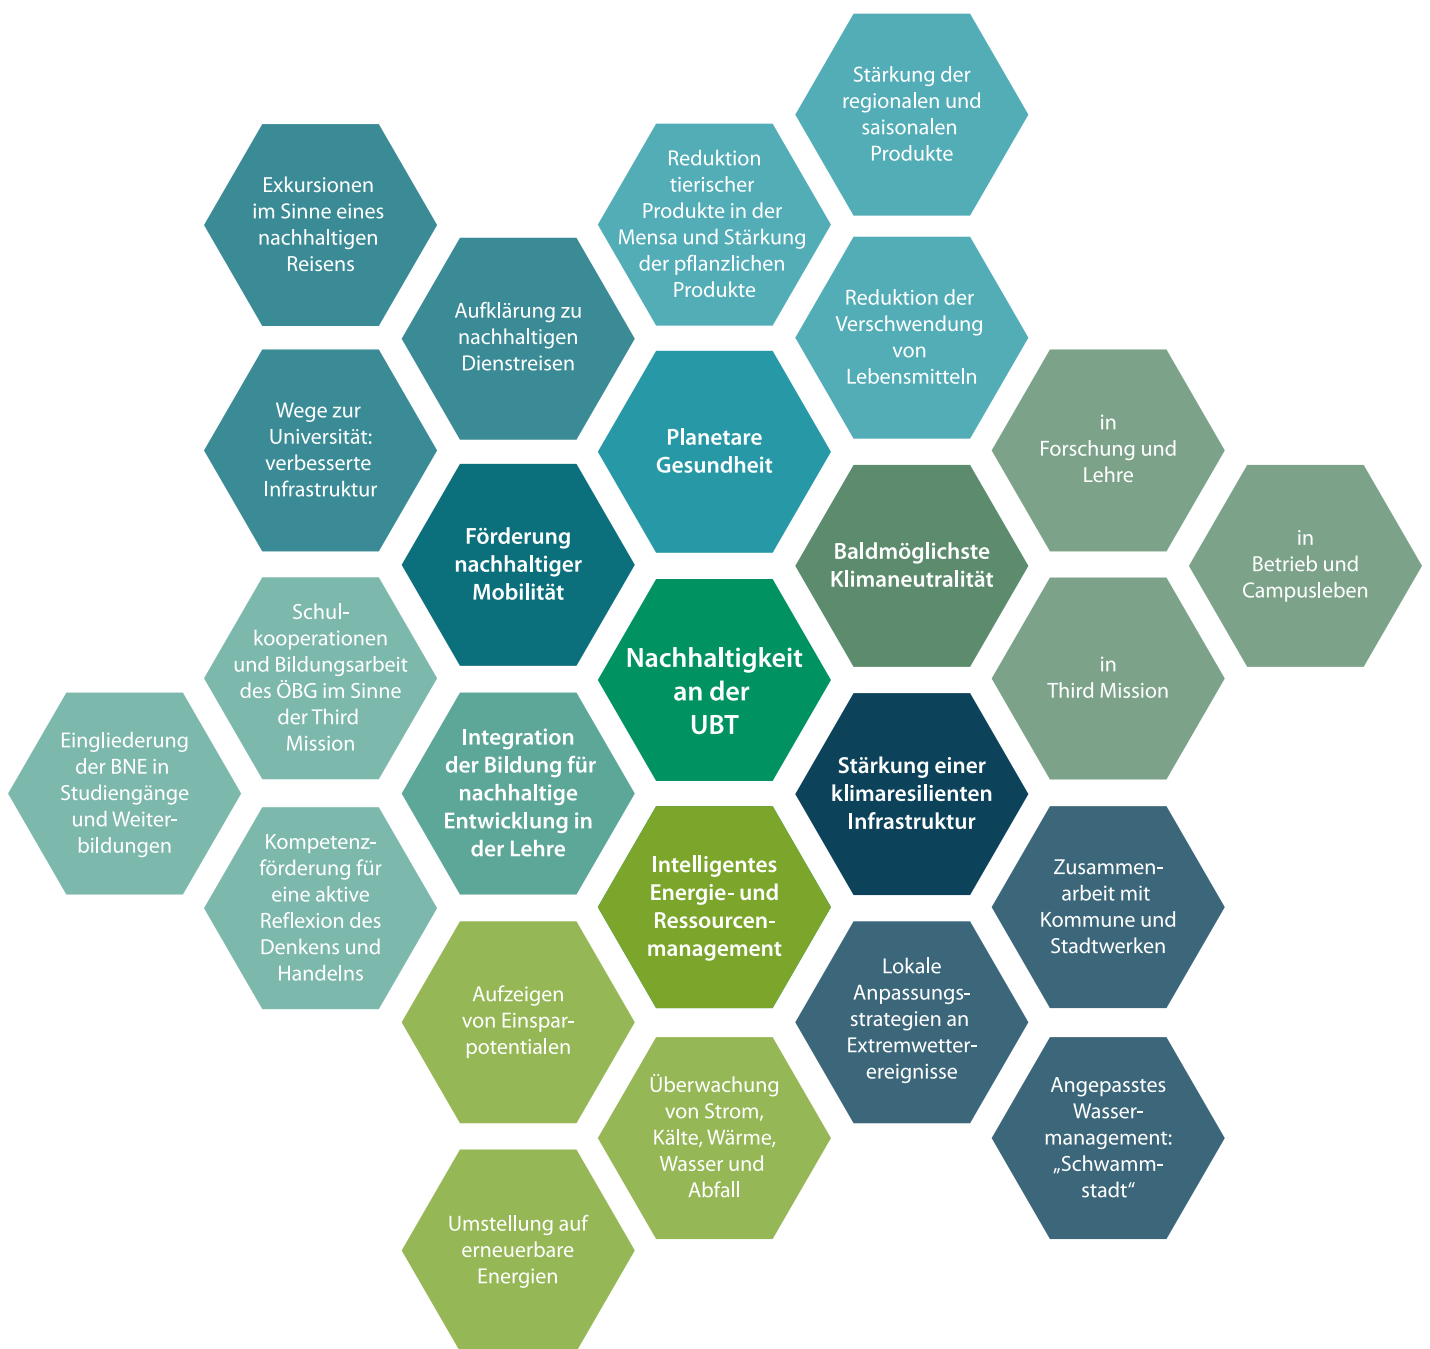 Stärkung der
regionalen und
saisonalen
Produkte
Reduktion
tierischer
Produkte in der
Mensa und Stärkung
der pflanzlichen
Produkte
Exkursionen
im Sinne eines
nachhaltigen
Reisens
Aufklärung zu
nachhaltigen
Dienstreisen
Reduktion der
Verschwendung
von
Lebensmitteln
Wege zur
Universität:
verbesserte
Infrastruktur
Planetare
Gesundheit
in
Forschung und
Lehre
Förderung
nachhaltiger
Mobilität
Baldmöglichste
Klimaneutralität
in
Betrieb und
Campusleben
Schul-
kooperationen
und Bildungsarbeit
des ÖBG im Sinne
der Third
Mission
Nachhaltigkeit
an der
UBT
in
Third Mission
Eingliederung
der BNE in
Studiengänge
und Weiter-
bildungen
Integration
der Bildung für
nachhaltige
Entwicklung in
der Lehre
Stärkung einer
klimaresilienten
Infrastruktur
Kompetenz-
förderung für
eine aktive
Reflexion des
Denkens und
Handelns
Intelligentes
Energie- und
Ressourcen-
management
Zusammen-
arbeit mit
Kommune und
Stadtwerken
Aufzeigen
von Einspar-
potentialen
Lokale
Anpassungs-
strategien an
Extremwetter-
ereignisse
Überwachung
von Strom,
Kälte, Wärme,
Wasser und
Abfall
Angepasstes
Wasser-
management:
„Schwamm-
stadt“
Umstellung auf
erneuerbare
Energien